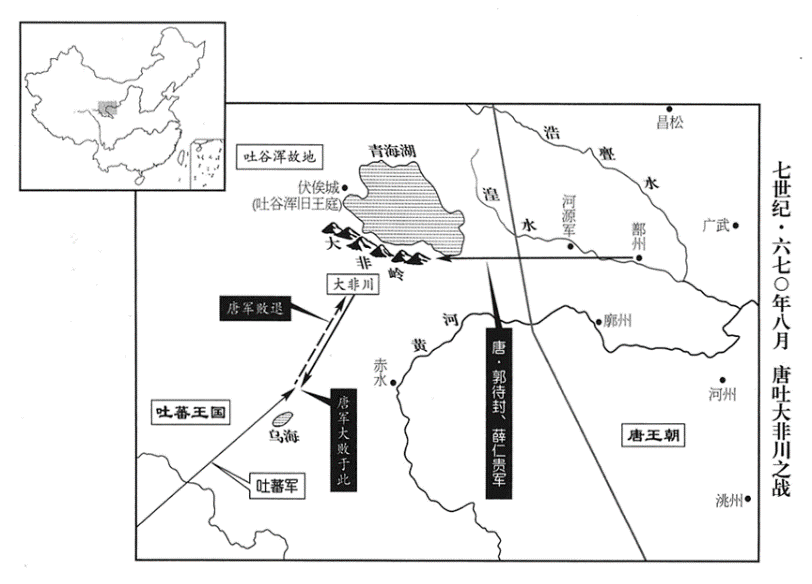 七世纪·六七〇年八月 唐吐大非川之战
昌松
浩亹水
吐谷浑故地
青海湖
伏俟城
(吐谷浑旧王庭)
湟水
河源军
鄯州
广武
大非岭
大非川
唐军败退
黄河
廓州
赤水
唐·郭待封、薛仁贵军
河州
吐蕃王国
唐军大败于此
乌海
唐王朝
吐蕃军
洮州